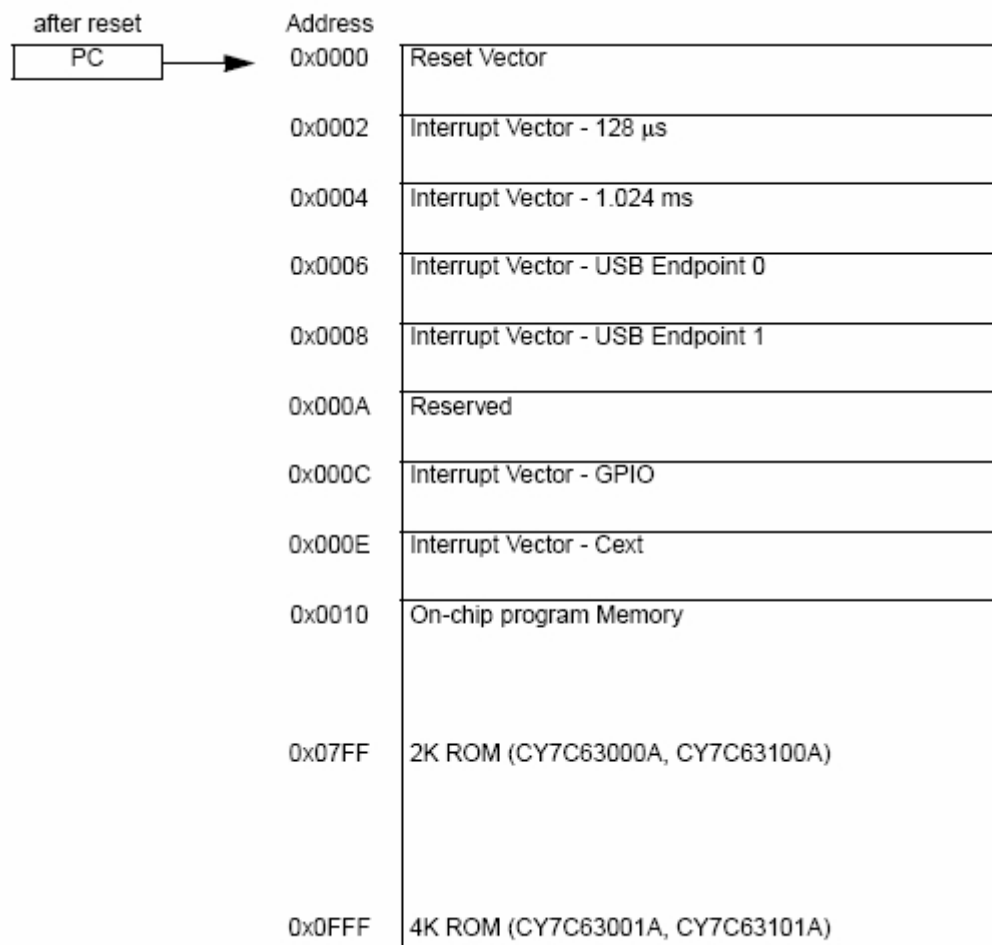 after reset
Address
PC
0x0000 Reset Vector
0x0002 Interrupt Vector - 128 μs
0x0004 Interrupt Vector - 1.024 ms
0x0006 Interrupt Vector - USB Endpoint 0
0x0008 Interrupt Vector - USB Endpoint 1
0x000A Reserved
0x000C Interrupt Vector - GPIO
0x000E Interrupt Vector - Cext
0x0010 On-chip program Memory
0x07FF 2K ROM (CY7C63000A, CY7C63100A)
0x0FFF 4K ROM (CY7C63001A, CY7C63101A)